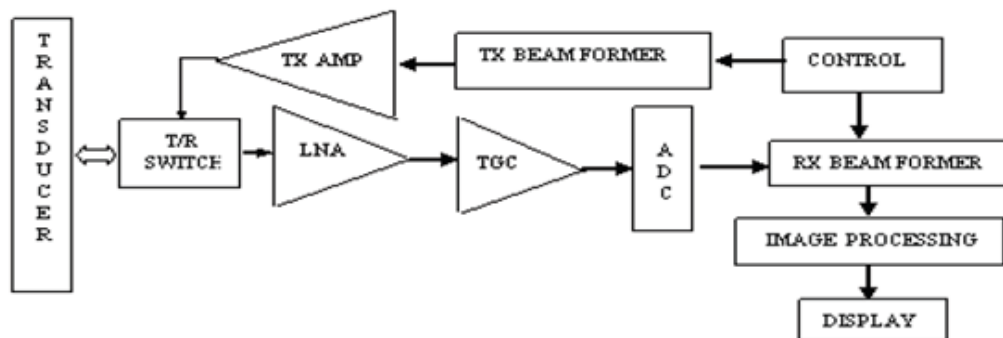 TRANSDUCER
TX AMP
TX BEAM FORMER
CONTROL
T/R
SWITCH
LNA
TGC
ADC
RX BEAM FORMER
IMAGE PROCESSING
DISPLAY